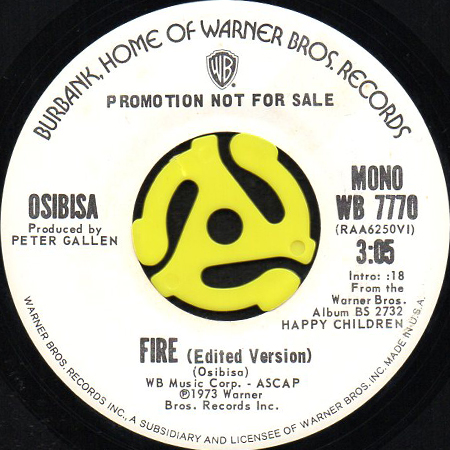 BURBANK, HOME OF WARNER BROS. RECORDS
WB
PROMOTION NOT FOR SALE
OSIBISA
Produced by
PETER GALLEN
MONO
WB 7770
(RAA6250VI)
3:05
Intro: :18
From the
Warner Bros.
Album BS 2732
HAPPY CHILDREN
FIRE (Edited Version)
(Osibisa)
WB Music Corp. - ASCAP
℗1973 Warner
Bros. Records Inc.
WARNER BROS. RECORDS INC., A SUBSIDIARY AND LICENSEE OF WARNER BROS. INC. MADE IN U.S.A.